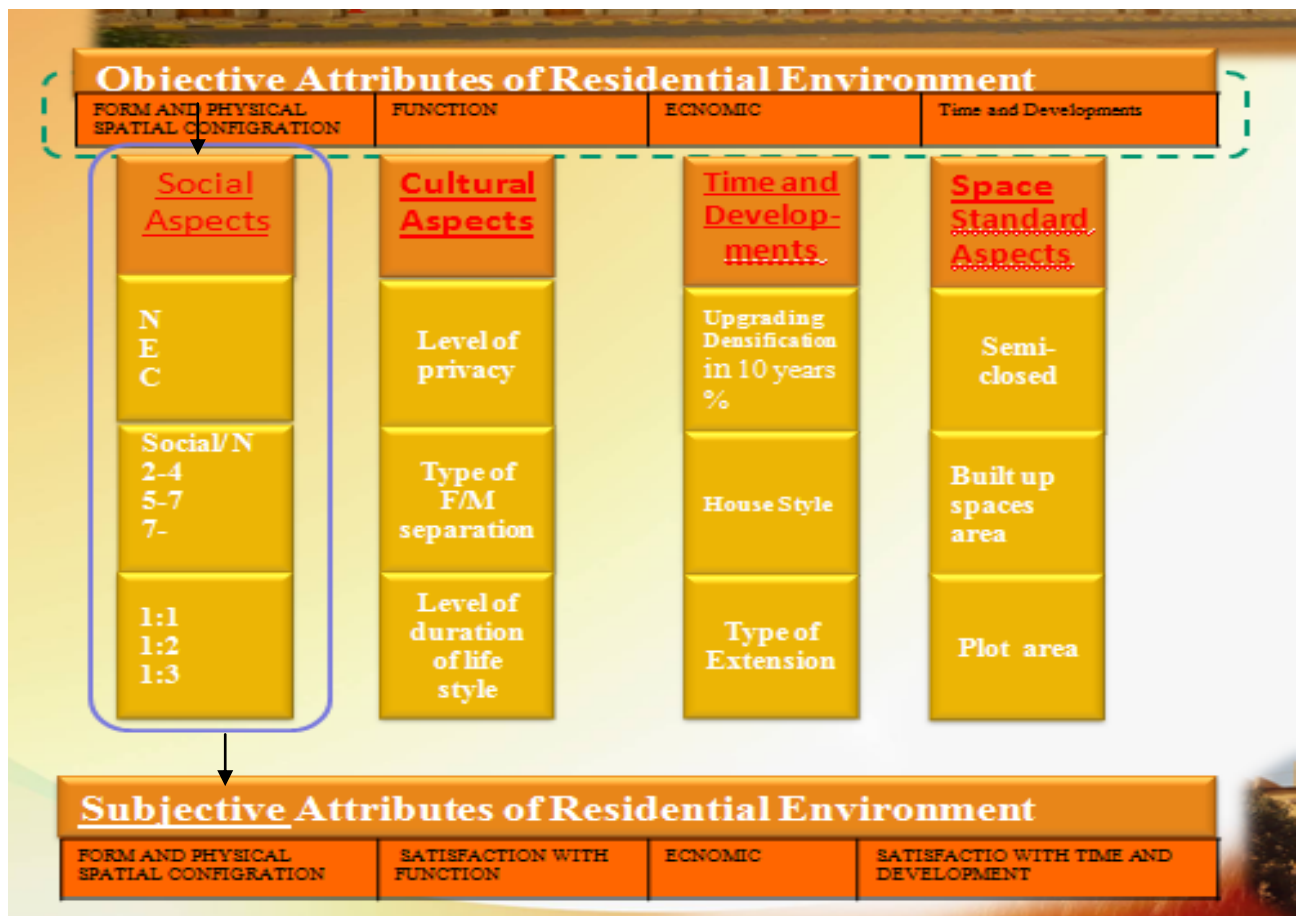 Objective Attributes of Residential Environment
FORM AND PHYSICAL
SPATIAL CONFIGRATION
FUNCTION
ECNOMIC
Time and Developments
Social
Aspects
N
E
C
Social/ N
2-4
5-7
7-
1:1
1:2
1:3
Cultural
Aspects
Level of
privacy
Type of
F/M
separation
Level of
duration
of life
style
Time and
Develop-
ments.
Upgrading
Densification
in 10 years
%
House Style
Type of
Extension
Space
Standard
Aspects
Semi-
closed
Built up
spaces
area
Plot area
Subjective Attributes of Residential Environment
FORM AND PHYSICAL
SPATIAL CONFIGRATION
SATISFACTION WITH
FUNCTION
ECNOMIC
SATISFACTIO WITH TIME AND
DEVELOPMENT